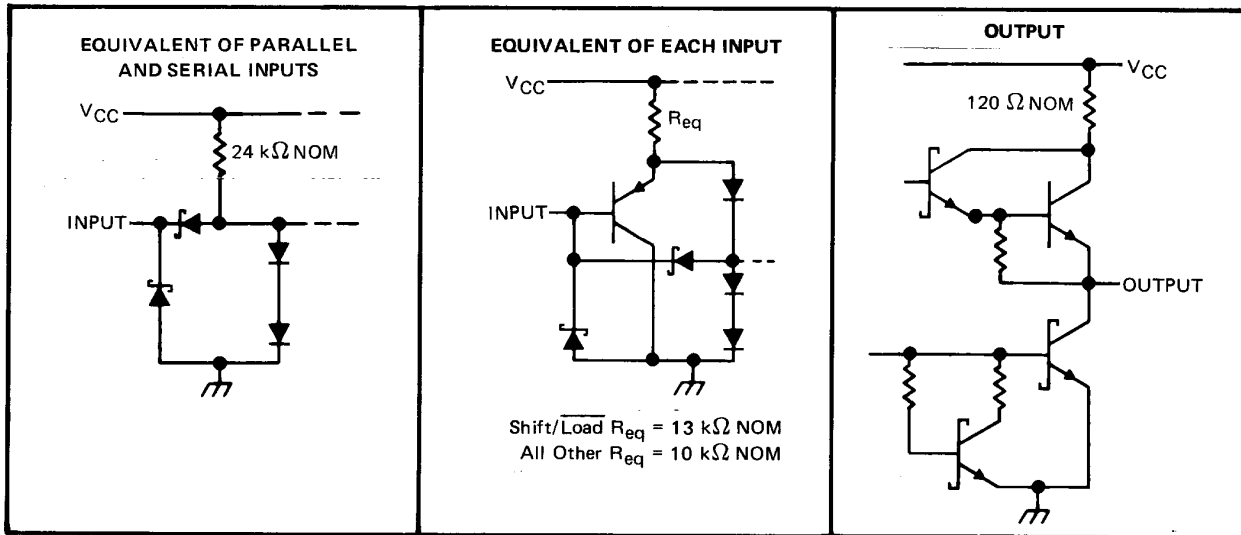 EQUIVALENT OF PARALLEL
AND SERIAL INPUTS
VCC
24 kΩ NOM
INPUT
EQUIVALENT OF EACH INPUT
VCC
Req
INPUT
Shift/L̅o̅a̅d̅ Req = 13 kΩ NOM
All Other Req = 10 kΩ NOM
OUTPUT
VCC
120 Ω NOM
OUTPUT